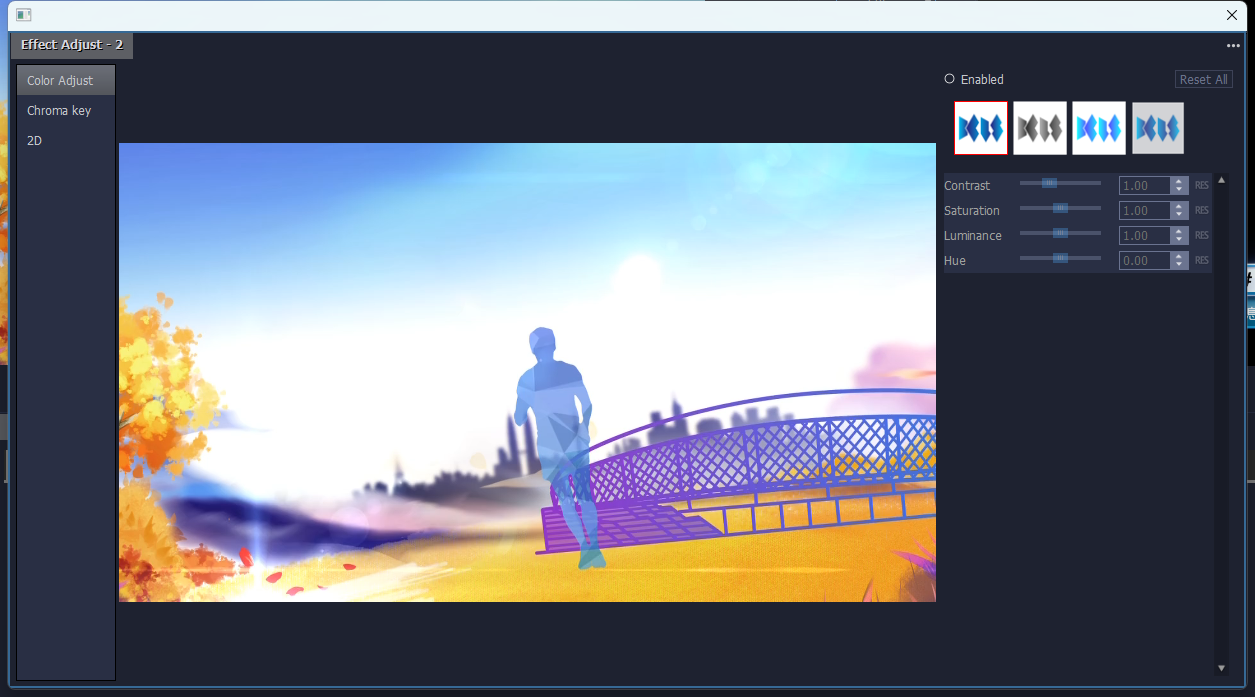 Effect Adjust - 2
Color Adjust
Chroma key
2D
Enabled
Reset All
Contrast 1.00 RES
Saturation 1.00 RES
Luminance 1.00 RES
Hue 0.00 RES